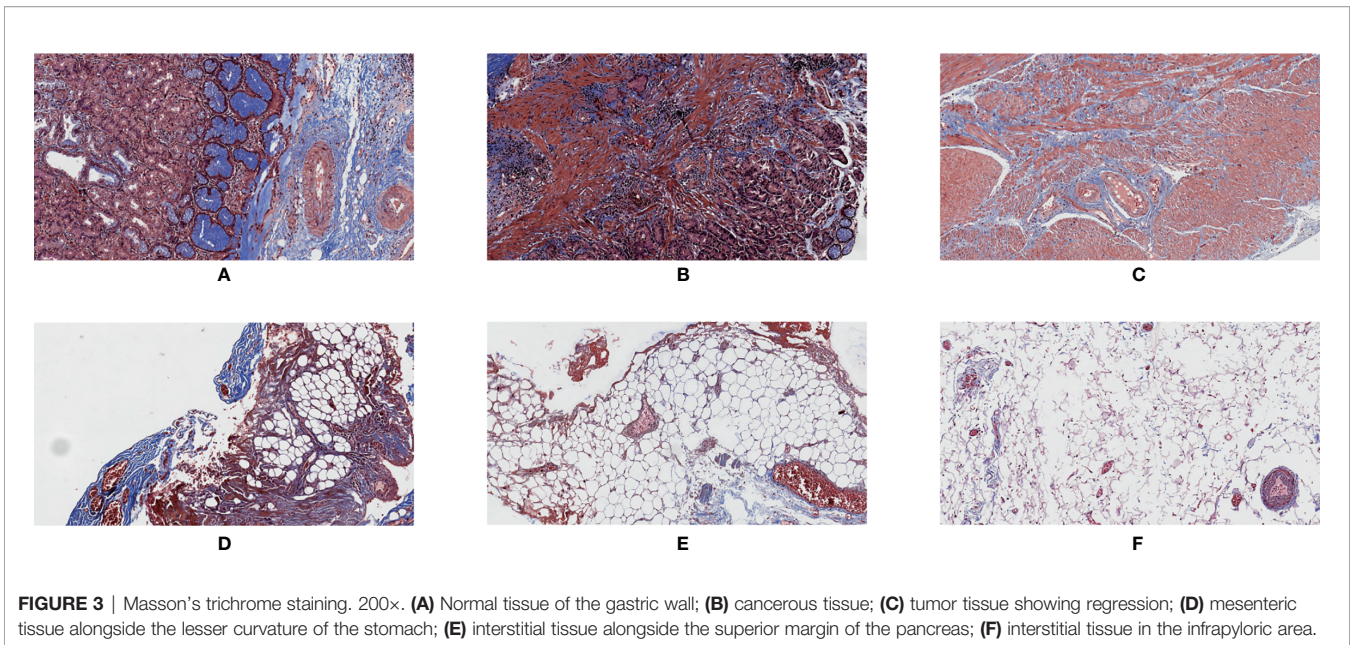 A
B
C
D
E
F
FIGURE 3 | Masson's trichrome staining. 200×. (A) Normal tissue of the gastric wall; (B) cancerous tissue; (C) tumor tissue showing regression; (D) mesenteric
tissue alongside the lesser curvature of the stomach; (E) interstitial tissue alongside the superior margin of the pancreas; (F) interstitial tissue in the infrapyloric area.